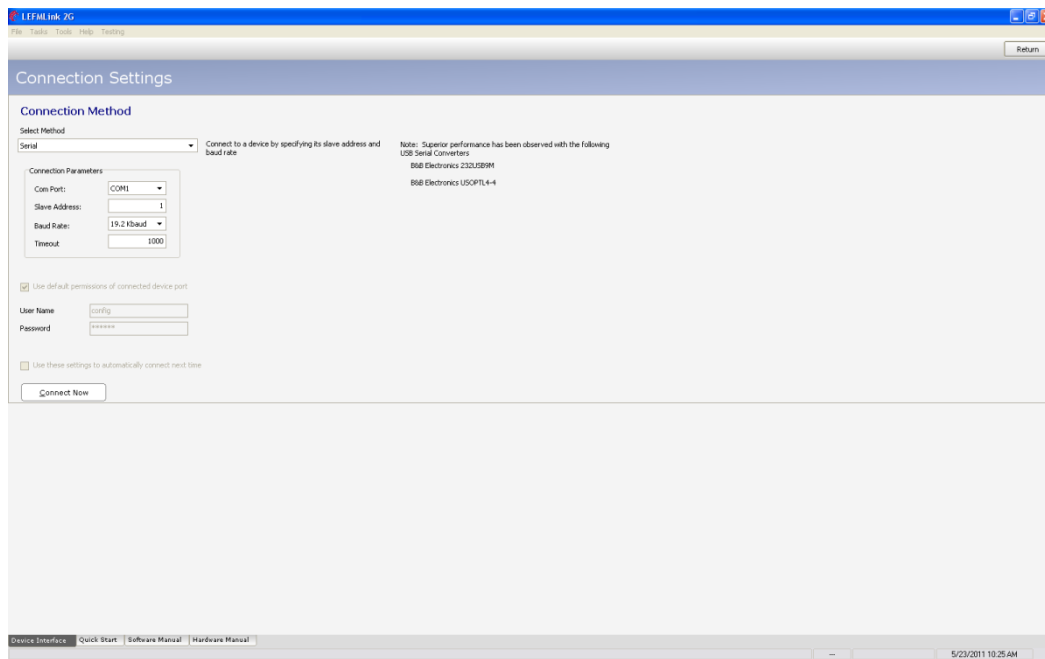 LEFMLink 2G
File Tasks Tools Help Testing
Return
Connection Settings
Connection Method
Select Method
Serial
Connect to a device by specifying its slave address and
baud rate
Note: Superior performance has been observed with the following
USB Serial Converters
B&B Electronics 232USB9M
B&B Electronics USOPTL4-4
Connection Parameters
Com Port: COM1
Slave Address: 1
Baud Rate: 19.2 Kbaud
Timeout 1000
Use default permissions of connected device port
User Name config
Password ******
Use these settings to automatically connect next time
Connect Now
Device Interface Quick Start Software Manual Hardware Manual
-- 5/23/2011 10:25 AM